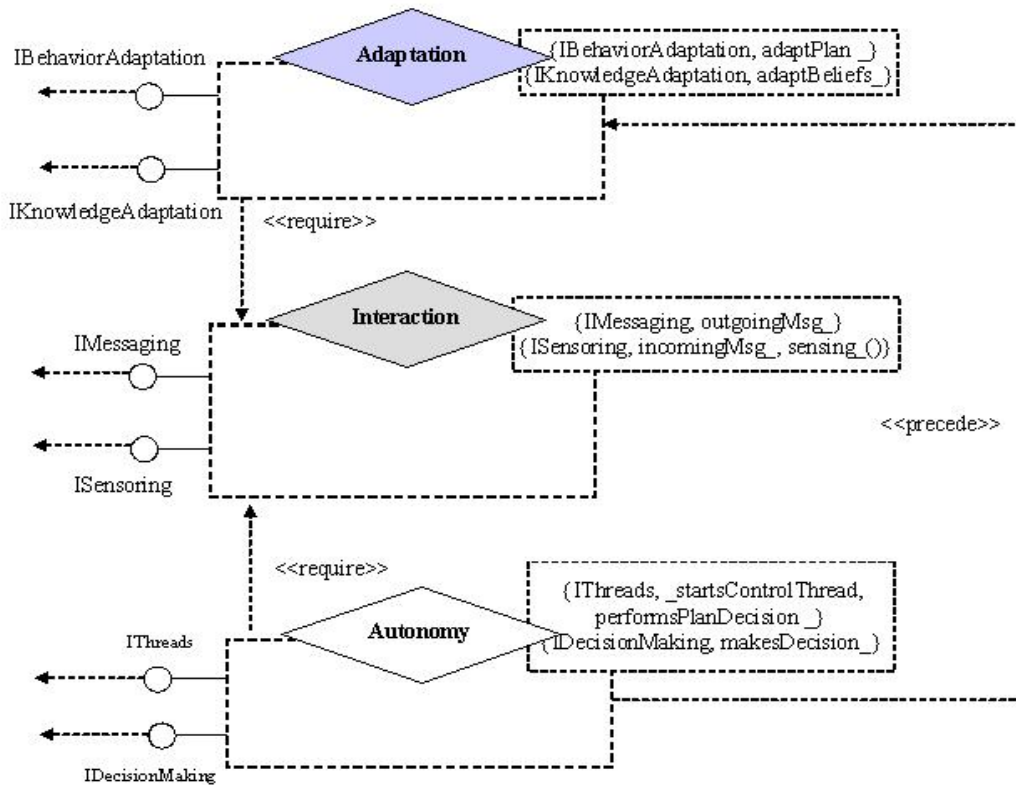 Adaptation
{IBehaviorAdaptation, adaptPlan _}
{IKnowledgeAdaptation, adaptBeliefs_}
IBehaviorAdaptation
IKnowledgeAdaptation
<<require>>
Interaction
{IMessaging, outgoingMsg_}
{ISensoring, incomingMsg_, sensing_()}
IMessaging
<<precede>>
ISensoring
<<require>>
{IThreads, _startsControlThread,
performsPlanDecision _}
{IDecisionMaking, makesDecision_}
Autonomy
IThreads
IDecisionMaking